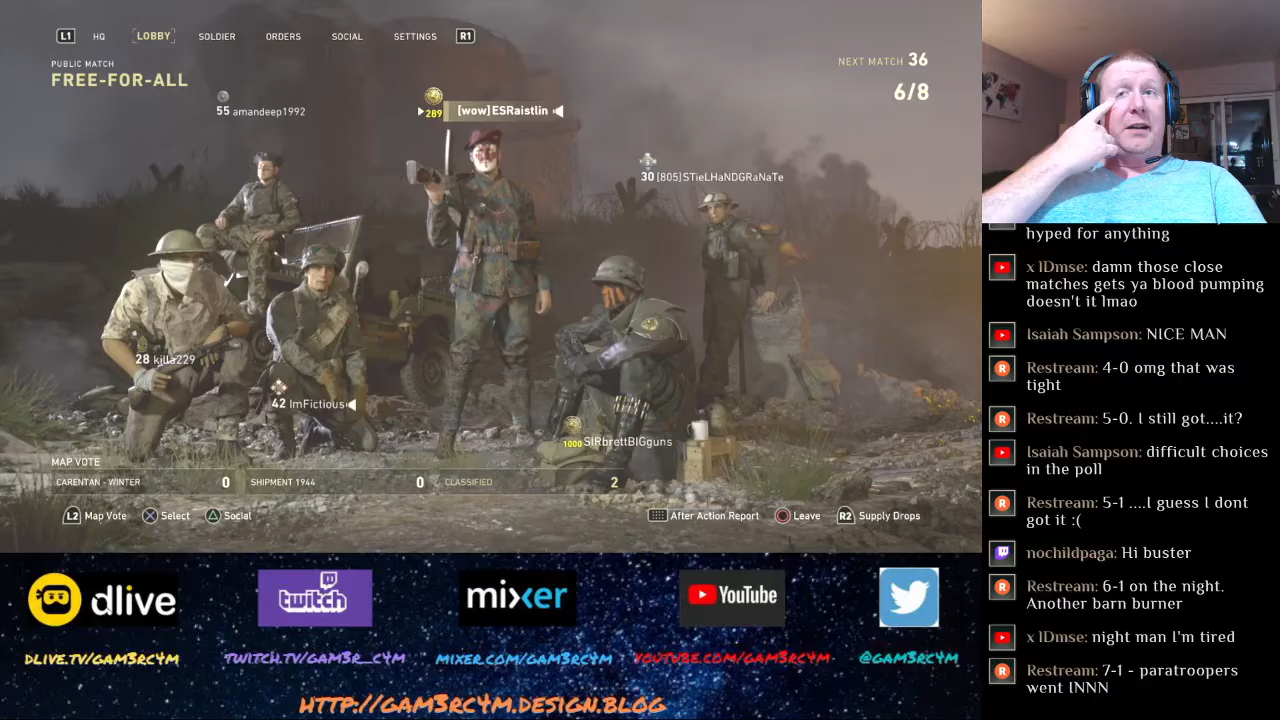 L1 HQ [LOBBY] SOLDIER ORDERS SOCIAL SETTINGS R1
PUBLIC MATCH
FREE-FOR-ALL
NEXT MATCH 36
6/8
55 amandeep1992
289 [wow]ESRaistlin
30 [805]STieLHaNDGRaNaTe
28 killa229
42 ImFictious
1000 SIRbrettBIGguns
MAP VOTE
CARENTAN - WINTER 0 SHIPMENT 1944 0 CLASSIFIED 2
L2 Map Vote Select Social After Action Report Leave R2 Supply Drops
hyped for anything
x lDmse: damn those close
matches gets ya blood pumping
doesn't it lmao
Isaiah Sampson: NICE MAN
Restream: 4-0 omg that was
tight
Restream: 5-0. I still got....it?
Isaiah Sampson: difficult choices
in the poll
Restream: 5-1 ....I guess I dont
got it :(
nochildpaga: Hi buster
Restream: 6-1 on the night.
Another barn burner
x lDmse: night man I'm tired
Restream: 7-1 - paratroopers
went INNN
dlive twitch mixer YouTube
DLIVE.TV/GAM3RC4M TWITCH.TV/GAM3R_C4M MIXER.COM/GAM3RC4M YOUTUBE.COM/GAM3RC4M @GAM3RC4M
HTTP://GAM3RC4M.DESIGN.BLOG